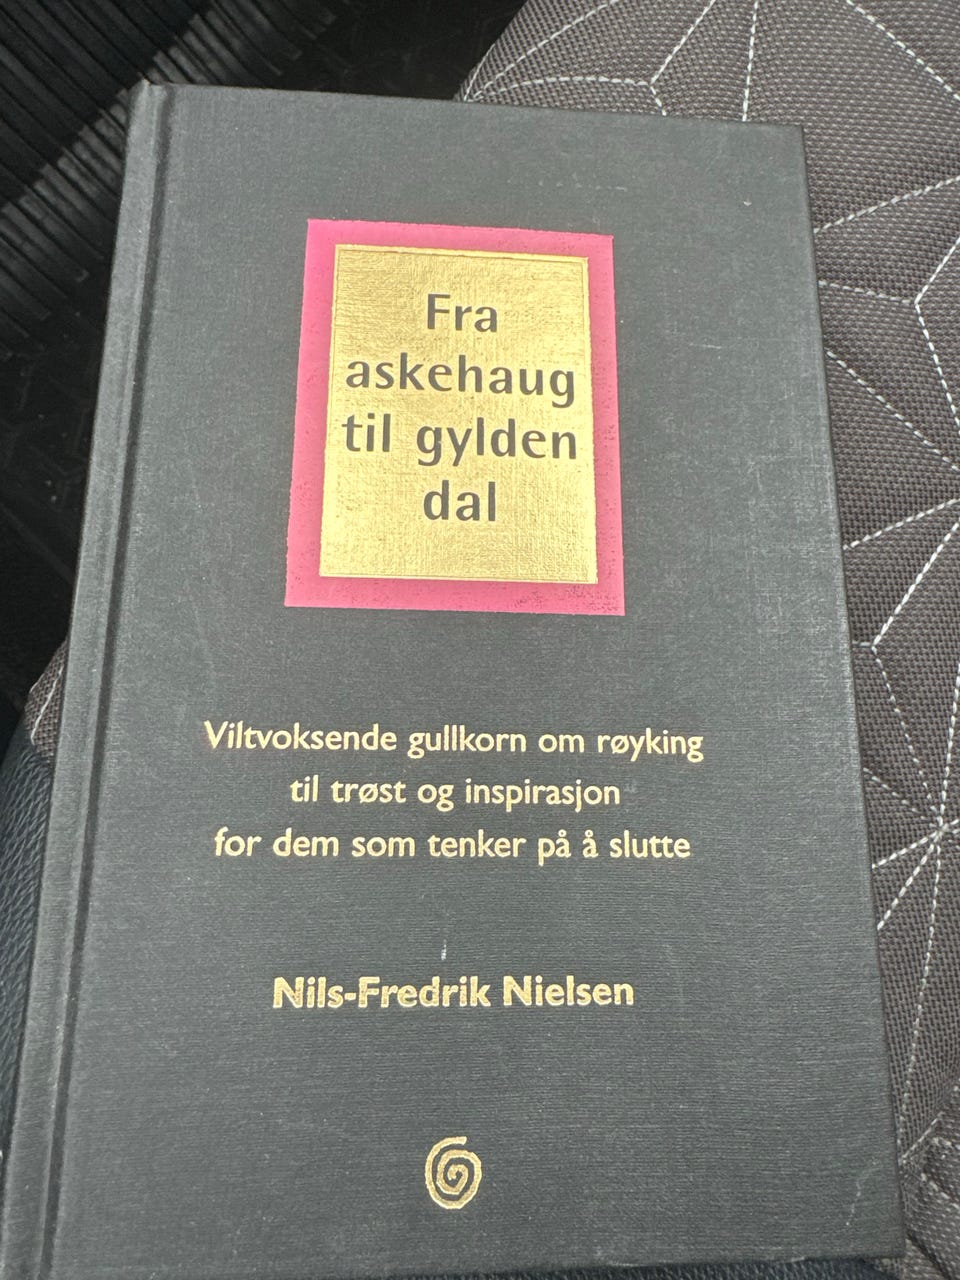 Fra
askehaug
til gylden
dal
Viltvoksende gullkorn om røyking
til trøst og inspirasjon
for dem som tenker på å slutte
Nils-Fredrik Nielsen